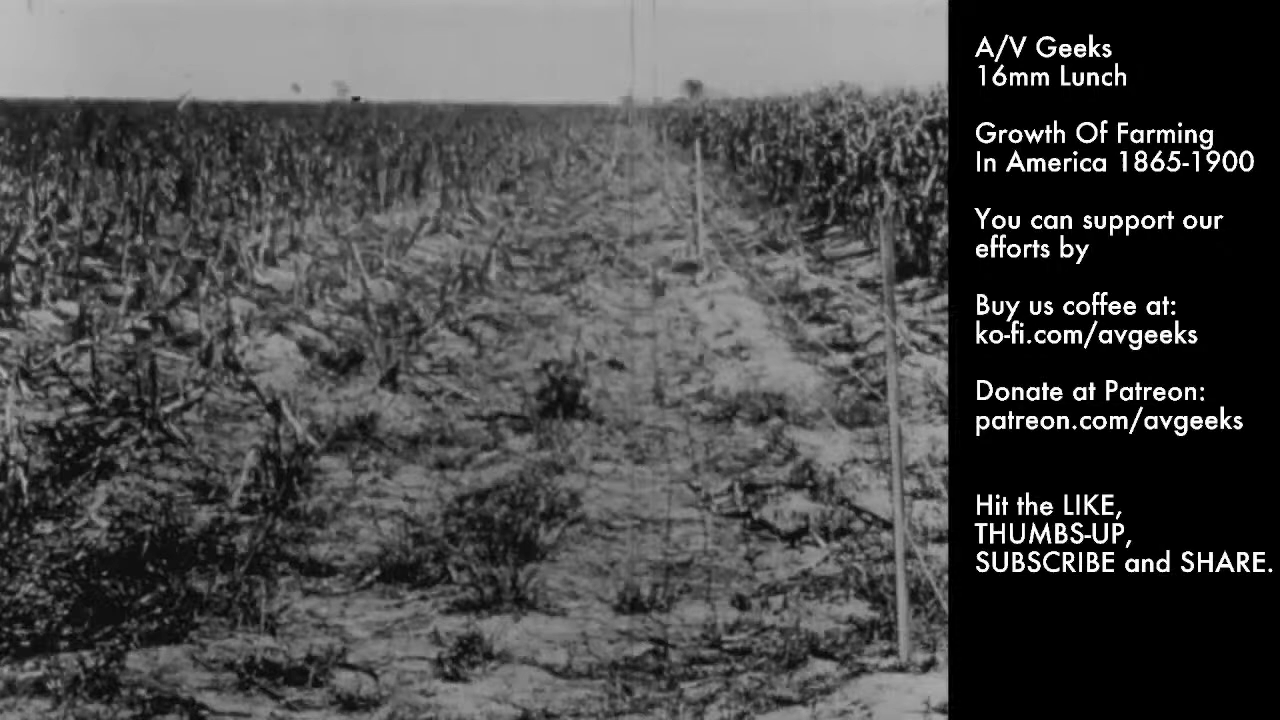 A/V Geeks
16mm Lunch
Growth Of Farming
In America 1865-1900
You can support our
efforts by
Buy us coffee at:
ko-fi.com/avgeeks
Donate at Patreon:
patreon.com/avgeeks
Hit the LIKE,
THUMBS-UP,
SUBSCRIBE and SHARE.